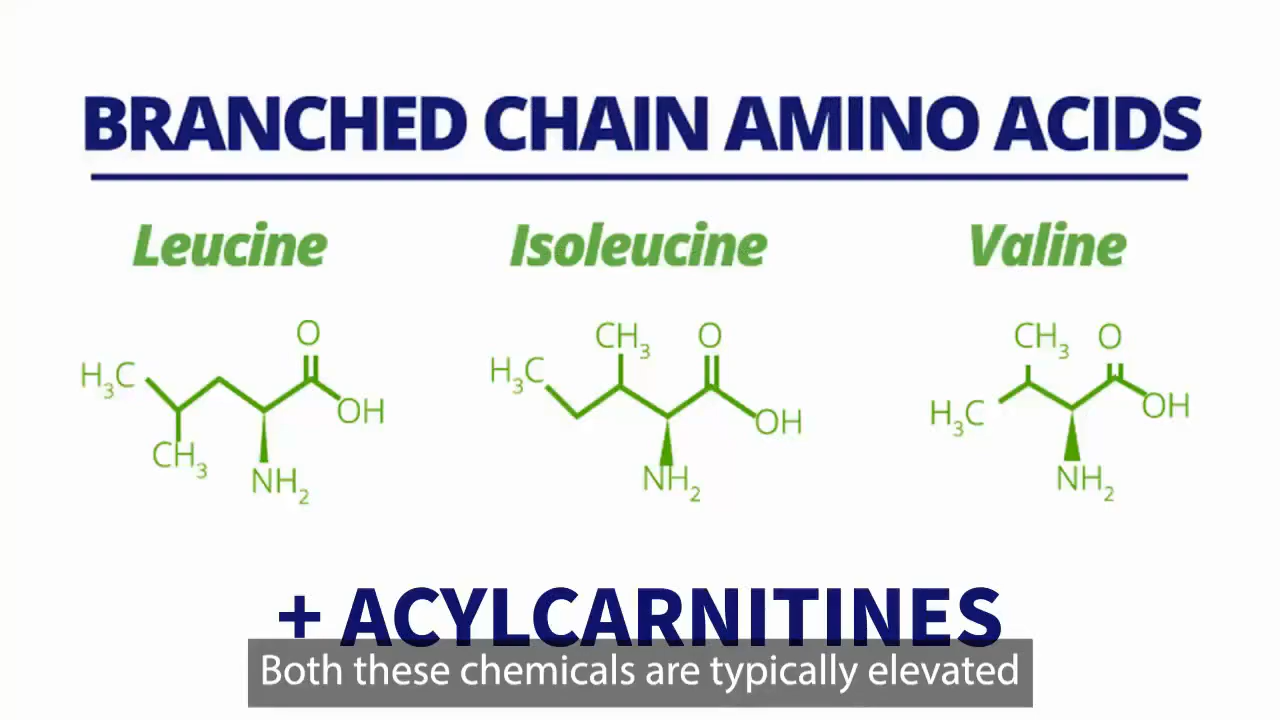 BRANCHED CHAIN AMINO ACIDS
Leucine Isoleucine Valine
O
H₃C
OH
CH₃
NH₂
CH₃ O
H₃C
OH
NH₂
CH₃ O
H₃C
OH
NH₂
+ ACYLCARNITINES
Both these chemicals are typically elevated